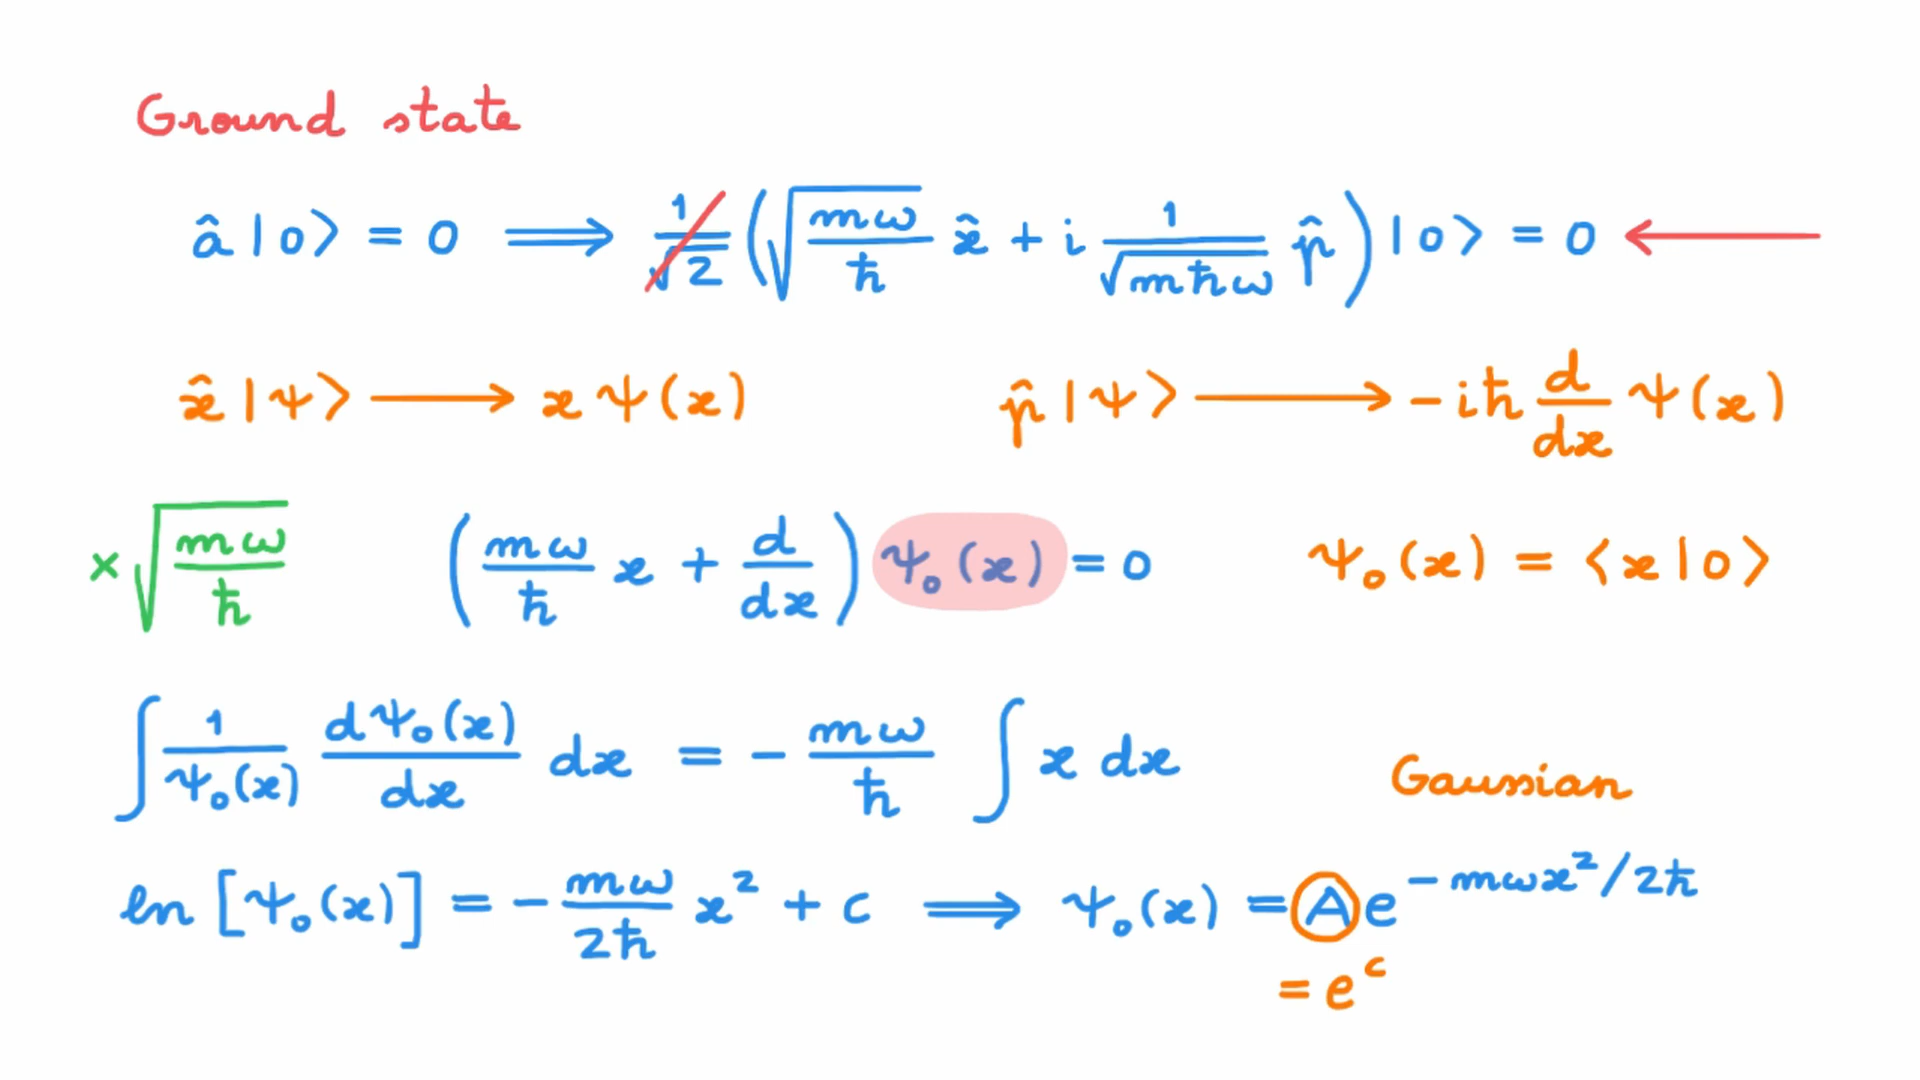 Ground state
â |0⟩ = 0 ⟹ 1/√2 (√(mω/ħ) x̂ + i 1/√(mħω) p̂) |0⟩ = 0 ⟵
x̂ |ψ⟩ ⟶ x ψ(x) p̂ |ψ⟩ ⟶ -iħ d/dx ψ(x)
× √(mω/ħ) (mω/ħ x + d/dx) ψ₀(x) = 0 ψ₀(x) = ⟨x|0⟩
∫ 1/ψ₀(x) dψ₀(x)/dx dx = - mω/ħ ∫ x dx
Gaussian
ln [ψ₀(x)] = - mω/2ħ x² + c ⟹ ψ₀(x) = A e^(-mωx²/2ħ)
= e^c